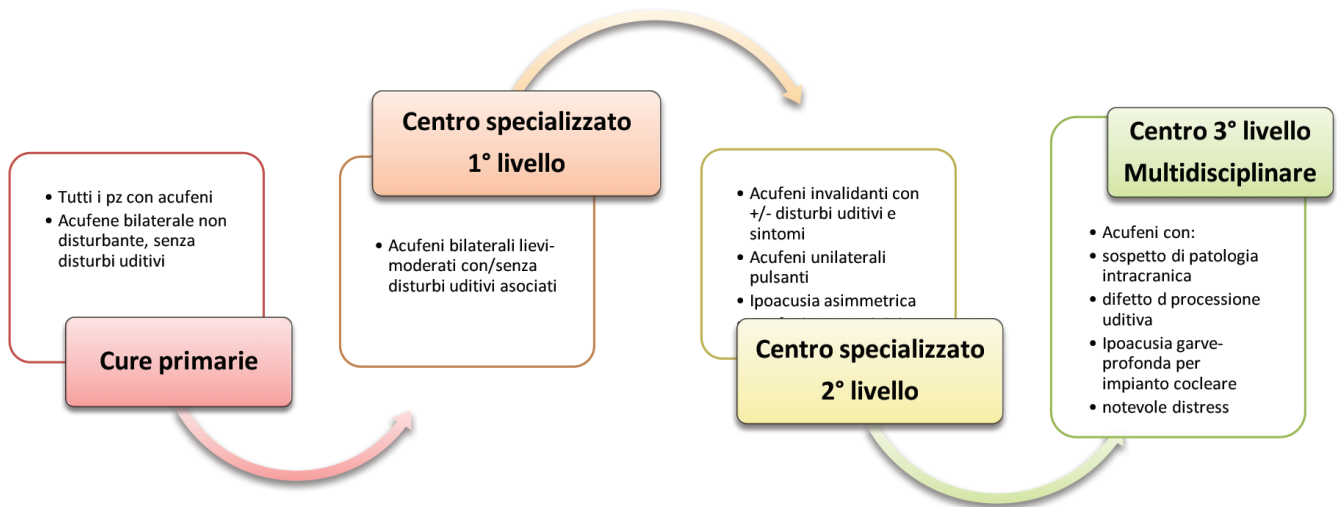 • Tutti i pz con acufeni
• Acufene bilaterale non
disturbante, senza
disturbi uditivi
Cure primarie
Centro specializzato
1° livello
• Acufeni bilaterali lievi-
moderati con/senza
disturbi uditivi asociati
• Acufeni invalidanti con
+/- disturbi uditivi e
sintomi
• Acufeni unilaterali
pulsanti
• Ipoacusia asimmetrica
Centro specializzato
2° livello
Centro 3° livello
Multidisciplinare
• Acufeni con:
• sospetto di patologia
intracranica
• difetto d processione
uditiva
• Ipoacusia garve-
profonda per
impianto cocleare
• notevole distress